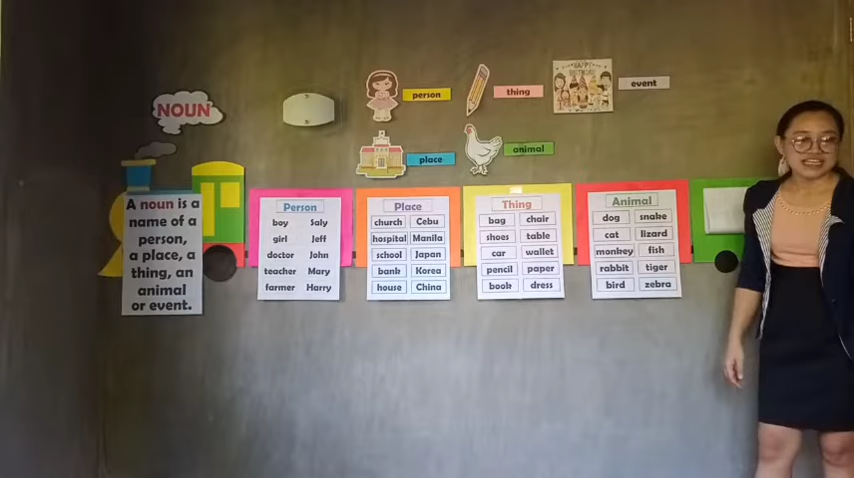 NOUN
person
thing
HAPPY
BIRTHDAY
event
place
animal
A noun is a
name of a
person,
a place, a
thing, an
animal
or event.
Person
boy Saly
girl Jeff
doctor John
teacher Mary
farmer Harry
Place
church Cebu
hospital Manila
school Japan
bank Korea
house China
Thing
bag chair
shoes table
car wallet
pencil paper
book dress
Animal
dog snake
cat lizard
monkey fish
rabbit tiger
bird zebra